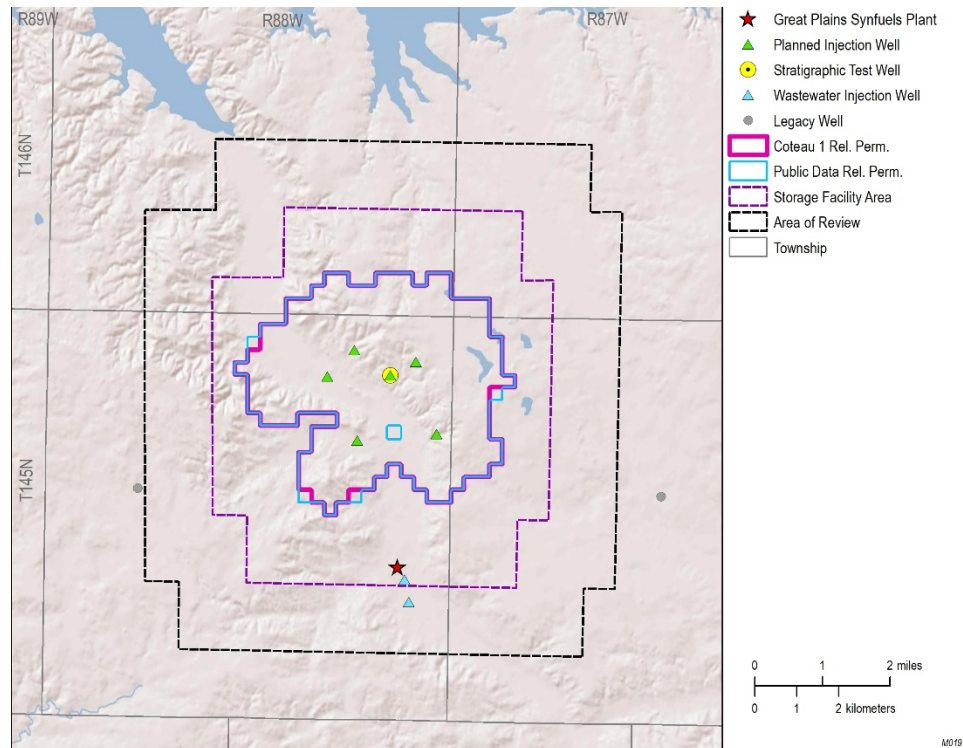 R89W
R88W
R87W
T146N
T145N
Great Plains Synfuels Plant
Planned Injection Well
Stratigraphic Test Well
Wastewater Injection Well
Legacy Well
Coteau 1 Rel. Perm.
Public Data Rel. Perm.
Storage Facility Area
Area of Review
Township
0 1 2 miles
0 1 2 kilometers
M019